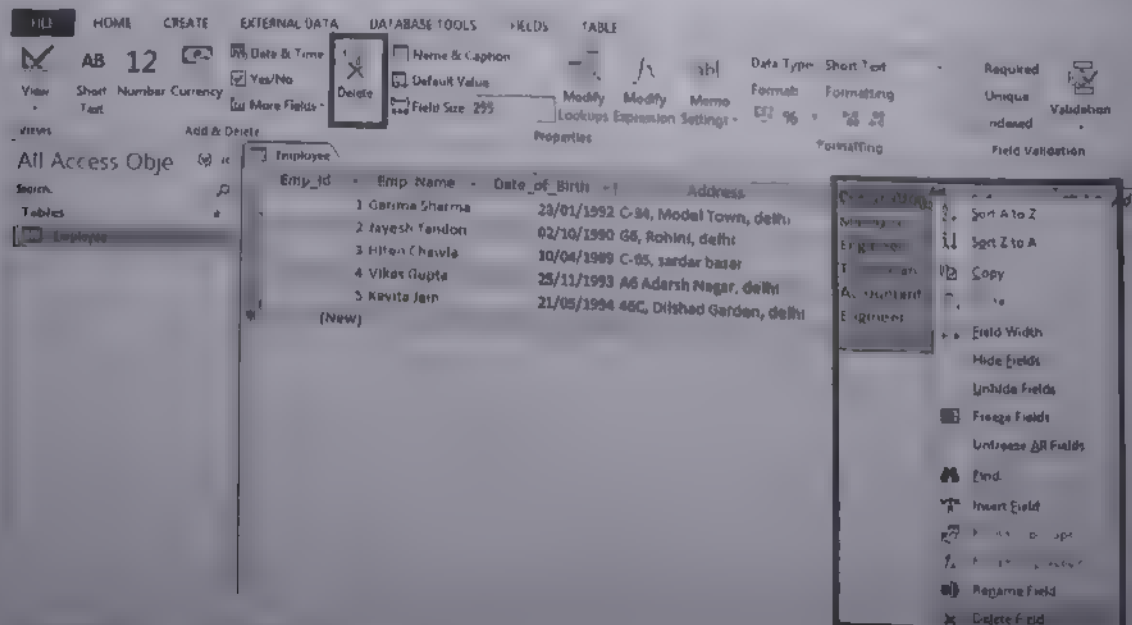 FILE HOME CREATE EXTERNAL DATA DATABASE TOOLS FIELDS TABLE
View
AB Short Text
12 Number
Currency
Date & Time
Yes/No
More Fields
Delete
Name & Caption
Default Value
Field Size 255
Modify Lookups
Modify Expression
ab| Memo Settings
Data Type Short Text
Format Formatting
%
Required
Unique
Indexed
Validation
Views Add & Delete Properties Formatting Field Validation
All Access Obje
Search.
Tables
Employee
Employee
Emp Name Date_of_Birth Address
1 Garima Sharma 23/01/1992 C-94, Model Town, delhi
2 Jayesh Tandon 02/10/1990 G6, Rohini, delhi
3 Hiten Chawla 10/04/1989 C-65, sardar bazar
4 Vikas Gupta 25/11/1993 A6 Adarsh Nagar, delhi
5 Kavita Jain 21/05/1994 46C, Dilshad Garden, delhi
(New)
Engineer
Accountant
Engineer
Sort A to Z
Sort Z to A
Copy
Field Width
Hide Fields
Unhide Fields
Freeze Fields
Unfreeze All Fields
Find
Insert Field
Rename Field
Delete Field